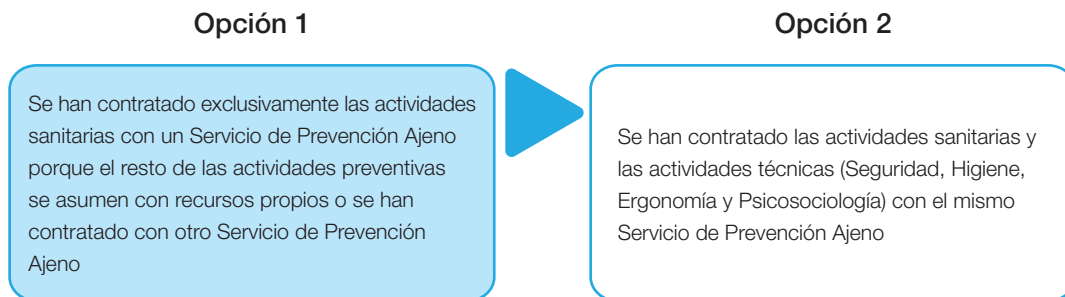 Opción 1
Se han contratado exclusivamente las actividades
sanitarias con un Servicio de Prevención Ajeno
porque el resto de las actividades preventivas
se asumen con recursos propios o se han
contratado con otro Servicio de Prevención
Ajeno
Opción 2
Se han contratado las actividades sanitarias y
las actividades técnicas (Seguridad, Higiene,
Ergonomía y Psicosociología) con el mismo
Servicio de Prevención Ajeno